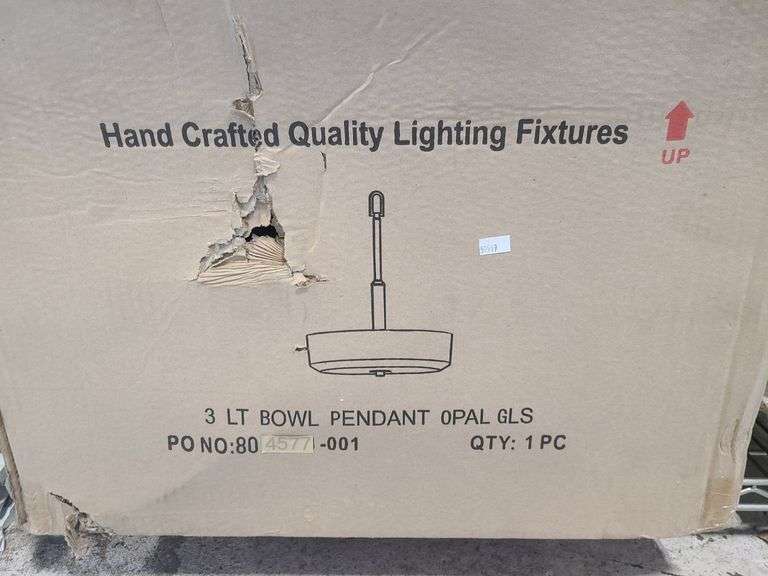 Hand Crafted Quality Lighting Fixtures
UP
3 LT BOWL PENDANT OPAL GLS
PO NO:80 4577 -001
QTY: 1 PC